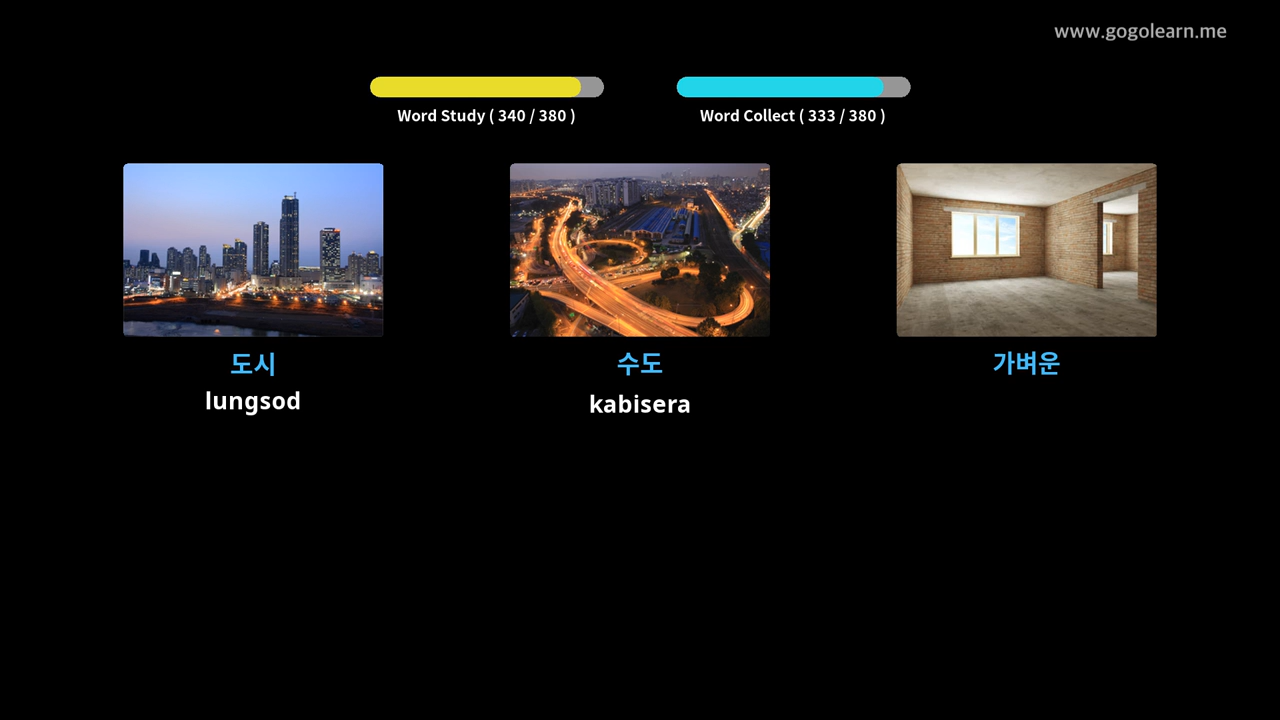 www.gogolearn.me
Word Study ( 340 / 380 )
Word Collect ( 333 / 380 )
도시
수도
가벼운
lungsod
kabisera